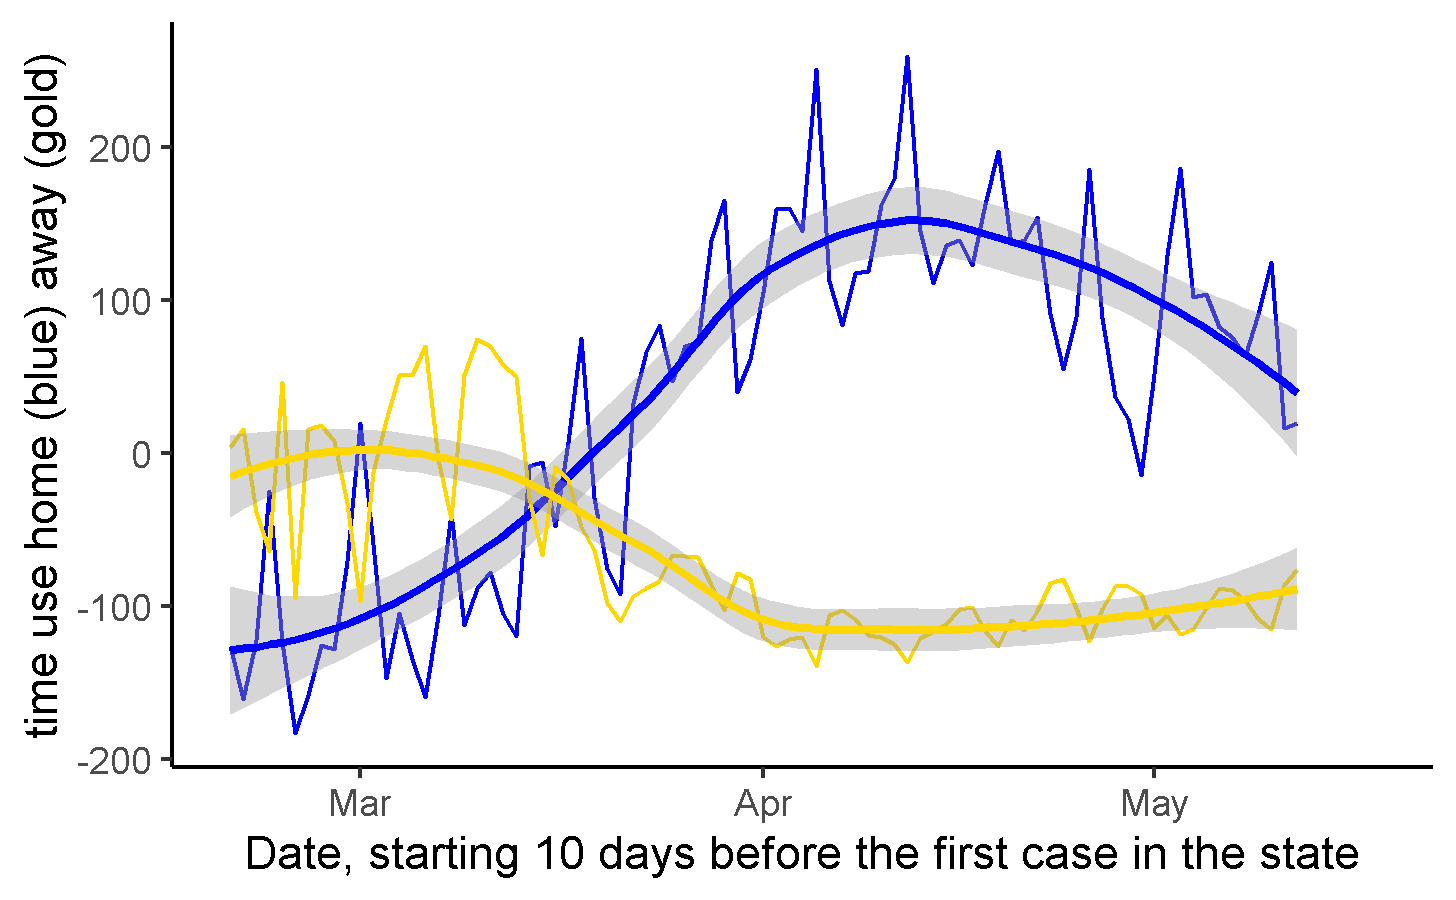 time use home (blue) away (gold)
200
100
0
-100
-200
Mar Apr May
Date, starting 10 days before the first case in the state